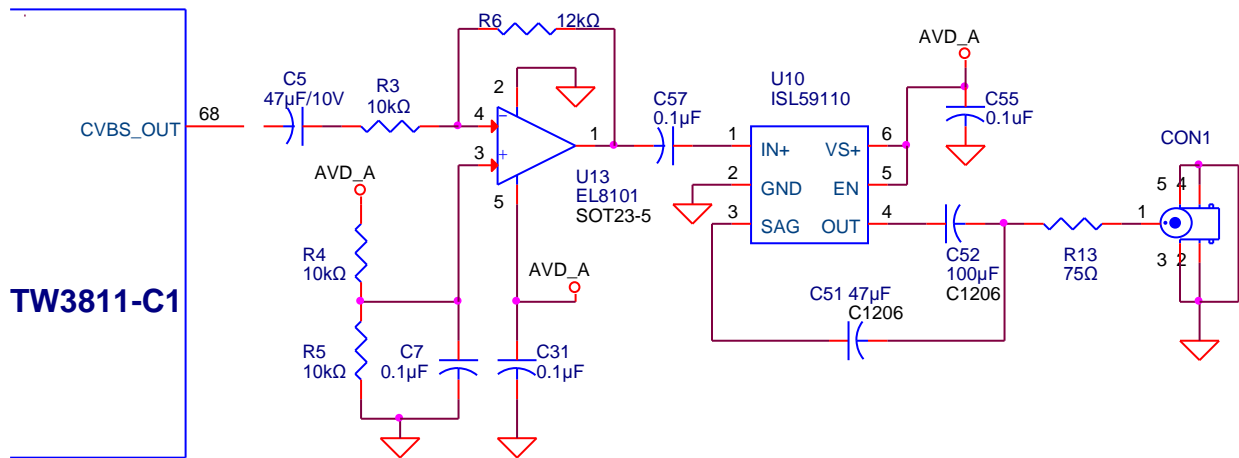 R6
12kΩ
AVD_A
C5
47µF/10V
R3
10kΩ
2
U10
ISL59110
C57
0.1µF
C55
0.1uF
68
CVBS_OUT
4
1
3
1
IN+
VS+
6
CON1
AVD_A
U13
EL8101
SOT23-5
5
2
GND
EN
5
5
4
3
SAG
OUT
4
1
R4
10kΩ
AVD_A
C52
100µF
C1206
R13
75Ω
3
2
TW3811-C1
C51
47µF
C1206
R5
10kΩ
C7
0.1µF
C31
0.1µF